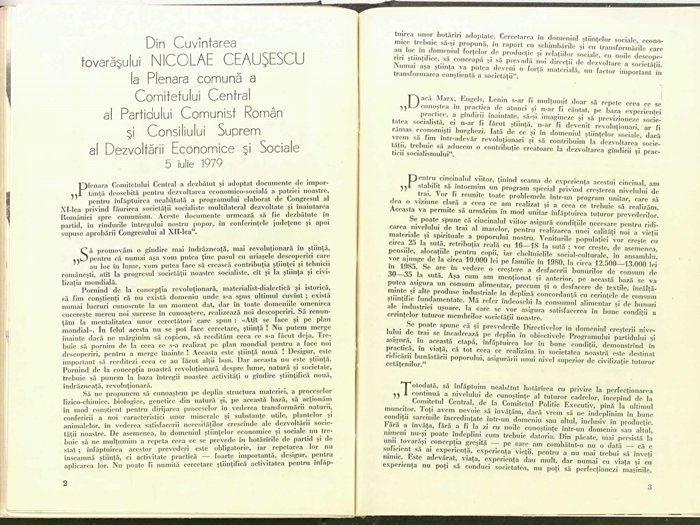 Din Cuvîntarea
tovarăşului NICOLAE CEAUŞESCU
la Plenara comună a
Comitetului Central
al Partidului Comunist Român
şi Consiliului Suprem
al Dezvoltării Economice şi Sociale
5 iulie 1979
„Plenara Comitetului Central a dezbătut şi adoptat documente de impor-
tanţă deosebită pentru dezvoltarea economico-socială a patriei noastre,
pentru înfăptuirea neabătută a programului elaborat de Congresul al
XI-lea privind făurirea societăţii socialiste multilateral dezvoltate şi înaintarea
României spre comunism. Aceste documente urmează să fie dezbătute în
partid, în rîndurile întregului nostru popor, în conferinţele judeţene şi apoi
supuse aprobării Congresului al XII-lea“.
„Să promovăm o gîndire mai îndrăzneaţă, mai revoluţionară în ştiinţă,
pentru că numai aşa vom putea ţine pasul cu uriaşele descoperiri care
au loc în lume, vom putea face să crească contribuţia ştiinţei şi tehnicii
româneşti, atît la progresul societăţii noastre socialiste, cît şi la ştiinţa şi civi-
lizaţia mondială.
Pornind de la concepţia revoluţionară, materialist-dialectică şi istorică,
să fim conştienţi că nu există domeniu unde s-a spus ultimul cuvînt ; există
numai lucruri cunoscute la un moment dat, dar în toate domeniile omenirea
cucereşte mereu noi succese în cunoaştere, realizează noi descoperiri. Să renun-
ţăm la mentalitatea unor cercetători care spun : «Atît se face şi pe plan
mondial». În felul acesta nu se pot face cercetare, ştiinţă ! Nu putem merge
înainte dacă ne mărginim să copiem, să reedităm ceea ce s-a făcut deja. Tre-
buie să pornim de la ceea ce s-a realizat pe plan mondial pentru a face noi
descoperiri, pentru a merge înainte ! Aceasta este ştiinţă nouă ! Desigur, este
important să reeditezi ceea ce au făcut alţii bun. Dar aceasta nu este ştiinţă.
Pornind de la concepţia noastră revoluţionară despre lume, natură şi societate,
trebuie să punem la baza întregii noastre activităţi o gîndire ştiinţifică nouă,
îndrăzneaţă, revoluţionară.
Să ne propunem să cunoaştem pe deplin structura materiei, a proceselor
fizico-chimice, biologice, genetice din natură şi, pe această bază, să acţionăm
în mod conştient pentru dirijarea proceselor în vederea transformării naturii,
conferirii a noi caracteristici unor minerale şi substanţe utile, plantelor şi
animalelor, în vederea satisfacerii necesităţilor crescînde ale dezvoltării socie-
tăţii noastre. De asemenea, în domeniul ştiinţelor economice şi sociale nu tre-
buie să ne mulţumim a repeta ceea ce se prevede în hotărîrile de partid şi de
stat ; înfăptuirea acestor prevederi este obligatorie, iar repetarea lor nu
înseamnă ştiinţă, ci activitate practică — foarte importantă, desigur, pentru
aplicarea lor. Nu poate fi numită cercetare ştiinţifică activitatea pentru înfăp-
2
tuirea unor hotărîri adoptate. Cercetarea în domeniul ştiinţelor sociale, econo-
mice trebuie să-şi propună, în raport cu schimbările şi cu transformările care
au loc în domeniul forţelor de producţie şi relaţiilor sociale, cu noile descope-
riri ştiinţifice, să conceapă şi să prevadă noi direcţii de dezvoltare a societăţii.
Numai aşa ştiinţa va putea deveni o forţă materială, un factor important în
transformarea conştientă a societăţii“.
„Dacă Marx, Engels, Lenin s-ar fi mulţumit doar să repete ceea ce se
cunoştea în practica de atunci şi n-ar fi căutat, pe baza experienţei
practice, a gîndirii înaintate, să-şi imagineze şi să previzioneze socie-
tatea socialistă, ei n-ar fi făcut ştiinţă, n-ar fi devenit revoluţionari, ar fi
rămas economişti burghezi. Iată de ce şi în domeniul ştiinţelor sociale, dacă
vrem să fim într-adevăr revoluţionari şi să contribuim la dezvoltarea socie-
tăţii, trebuie să aducem o contribuţie creatoare la dezvoltarea gîndirii şi prac-
ticii socialismului“.
„Pentru cincinalul viitor, ţinînd seama de experienţa acestui cincinal, am
stabilit să întocmim un program special privind creşterea nivelului de
trai. Vor fi reunite toate problemele într-un program unitar, care să
dea o viziune clară a ceea ce am realizat şi a ceea ce trebuie să realizăm.
Aceasta va permite să urmărim în mod unitar înfăptuirea tuturor prevederilor.
Se poate spune că cincinalul viitor asigură condiţiile necesare pentru ridi-
carea nivelului de trai al maselor, pentru realizarea unei calităţi noi a vieţii
materiale şi spirituale a poporului nostru. Veniturile populaţiei vor creşte cu
circa 25 la sută, retribuţia reală cu 16—18 la sută ; vor creşte, de asemenea,
pensiile, alocaţiile pentru copii, iar cheltuielile social-culturale, în ansamblu,
vor ajunge de la circa 10.000 lei pe familie în 1980, la circa 12.500—13.000 lei
în 1985. Se are în vedere o creştere a desfacerii bunurilor de consum de
30—35 la sută. Aşa cum am menţionat şi anterior, pe această bază se va
putea asigura un consum alimentar, precum şi o desfacere de textile, încălţă-
minte şi alte produse industriale în deplină concordanţă cu cerinţele de consum
ştiinţific fundamentate. Mă refer îndeosebi la consumul alimentar şi de bunuri
ale industriei uşoare, la care se vor asigura satisfacerea în bune condiţii a
cerinţelor tuturor membrilor societăţii noastre.
Se poate spune că şi prevederile Directivelor în domeniul creşterii nive-
lului de trai se încadrează pe deplin în obiectivele Programului partidului şi
asigură, în această etapă, înfăptuirea lor în bune condiţii, demonstrînd în
practică, în viaţă, că tot ceea ce realizăm în societatea noastră este destinat
ridicării bunăstării poporului, asigurării unui nivel superior de civilizaţie tuturor
cetăţenilor.“
„Totodată, să înfăptuim neabătut hotărîrea cu privire la perfecţionarea
continuă a nivelului de cunoştinţe al tuturor cadrelor, începînd de la
Comitetul Central, de la Comitetul Politic Executiv, pînă la ultimul
muncitor. Toţi avem nevoie să învăţăm, dacă vrem să ne îndeplinim în bune
condiţii sarcinile încredinţate într-un domeniu sau altul, inclusiv în producţie.
Fără a învăţa, fără a fi la zi cu noile cunoştinţe într-un domeniu sau altul,
nimeni nu-şi poate îndeplini cum trebuie datoria. Din păcate, mai persistă la
unii tovarăşi concepţia greşită — pe care am combătut-o nu o dată — că e
suficient să ai experienţă, experienţa vieţii, pentru a nu mai trebui să înveţi
nimic. Este adevărat, viaţa, experienţa dau mult, dar numai cu viaţa şi cu
experienţa nu poţi să conduci societatea, nu poţi să perfecţionezi maşinile,
3